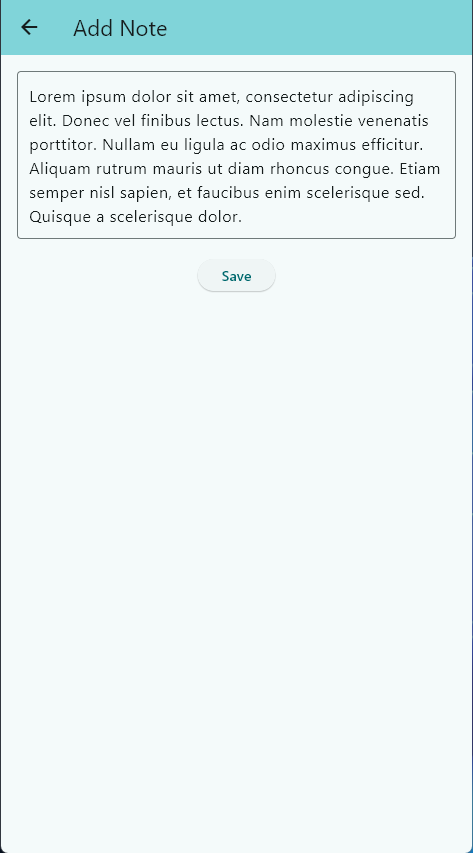 Add Note
Lorem ipsum dolor sit amet, consectetur adipiscing
elit. Donec vel finibus lectus. Nam molestie venenatis
porttitor. Nullam eu ligula ac odio maximus efficitur.
Aliquam rutrum mauris ut diam rhoncus congue. Etiam
semper nisl sapien, et faucibus enim scelerisque sed.
Quisque a scelerisque dolor.
Save